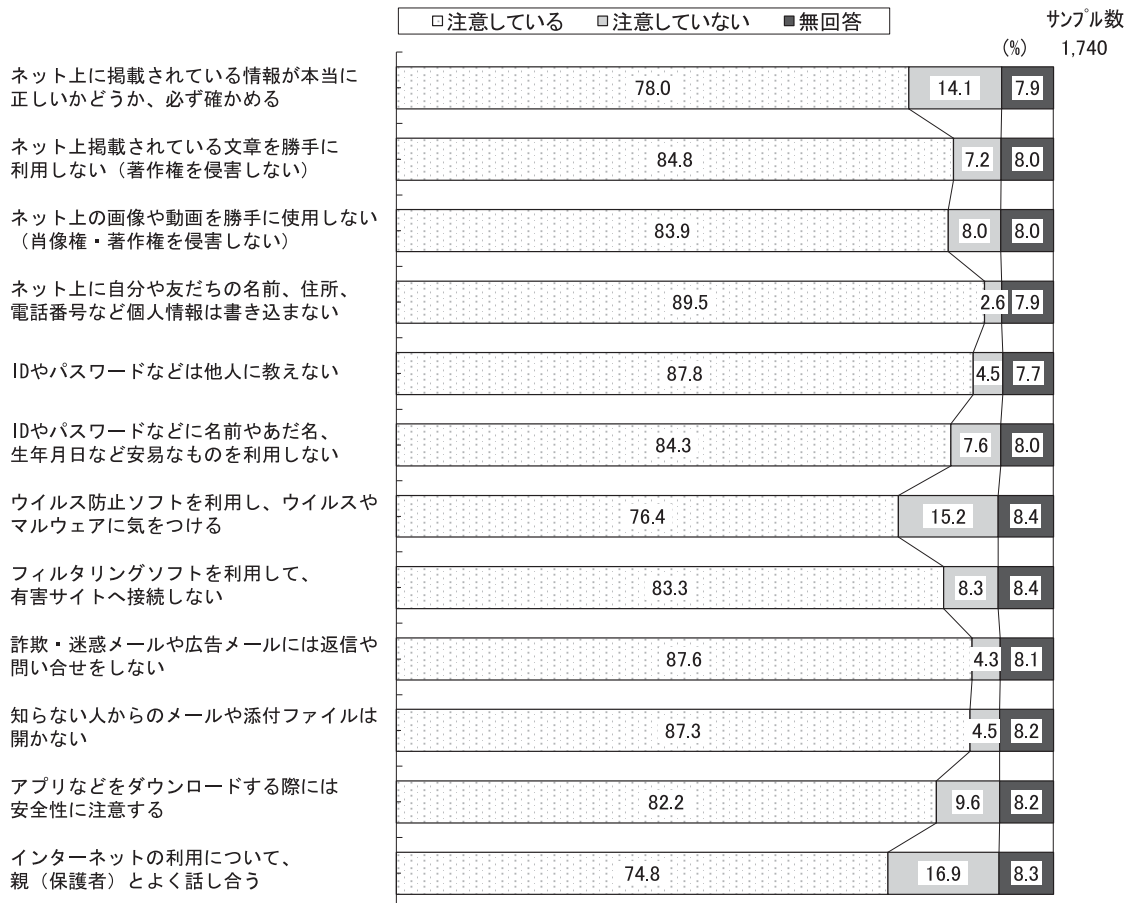 注意している 注意していない 無回答
サンプル数
(%) 1,740
ネット上に掲載されている情報が本当に
正しいかどうか、必ず確かめる
78.0 14.1 7.9
ネット上掲載されている文章を勝手に
利用しない（著作権を侵害しない）
84.8 7.2 8.0
ネット上の画像や動画を勝手に使用しない
（肖像権・著作権を侵害しない）
83.9 8.0 8.0
ネット上に自分や友だちの名前、住所、
電話番号など個人情報は書き込まない
89.5 2.6 7.9
IDやパスワードなどは他人に教えない
87.8 4.5 7.7
IDやパスワードなどに名前やあだ名、
生年月日など安易なものを利用しない
84.3 7.6 8.0
ウイルス防止ソフトを利用し、ウイルスや
マルウェアに気をつける
76.4 15.2 8.4
フィルタリングソフトを利用して、
有害サイトへ接続しない
83.3 8.3 8.4
詐欺・迷惑メールや広告メールには返信や
問い合せをしない
87.6 4.3 8.1
知らない人からのメールや添付ファイルは
開かない
87.3 4.5 8.2
アプリなどをダウンロードする際には
安全性に注意する
82.2 9.6 8.2
インターネットの利用について、
親（保護者）とよく話し合う
74.8 16.9 8.3